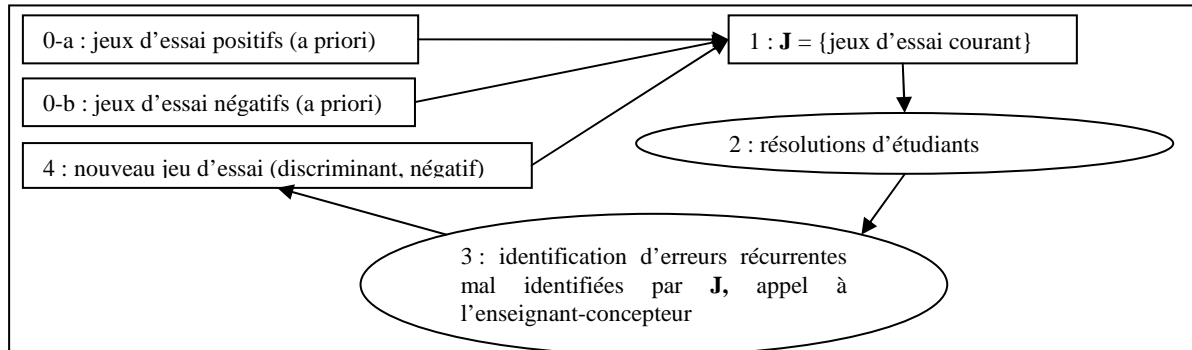 0-a : jeux d'essai positifs (a priori)
1 : J = {jeux d'essai courant}
0-b : jeux d'essai négatifs (a priori)
2 : résolutions d'étudiants
4 : nouveau jeu d'essai (discriminant, négatif)
3 : identification d'erreurs récurrentes
mal identifiées par J, appel à
l'enseignant-concepteur